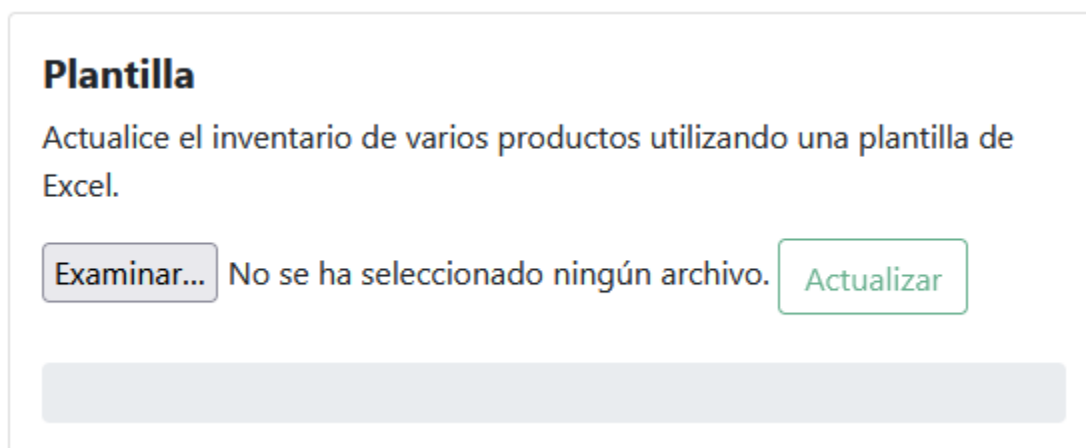 Plantilla
Actualice el inventario de varios productos utilizando una plantilla de
Excel.
Examinar... No se ha seleccionado ningún archivo. Actualizar